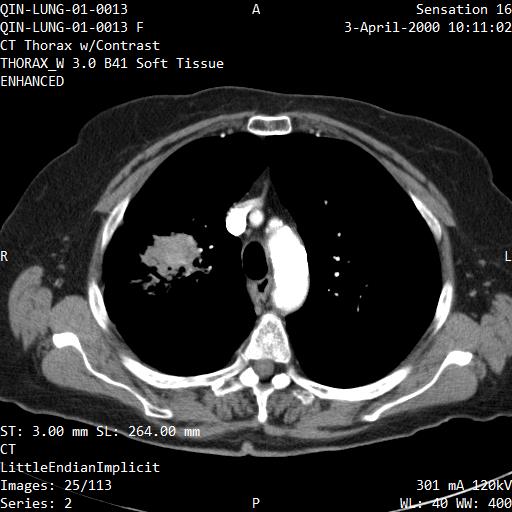 QIN-LUNG-01-0013
A
Sensation 16
QIN-LUNG-01-0013 F
3-April-2000 10:11:02
CT Thorax w/Contrast
THORAX_W 3.0 B41 Soft Tissue
ENHANCED
R
L
ST: 3.00 mm SL: 264.00 mm
CT
LittleEndianImplicit
Images: 25/113
301 mA 120kV
Series: 2
P
WL: 40 WW: 400